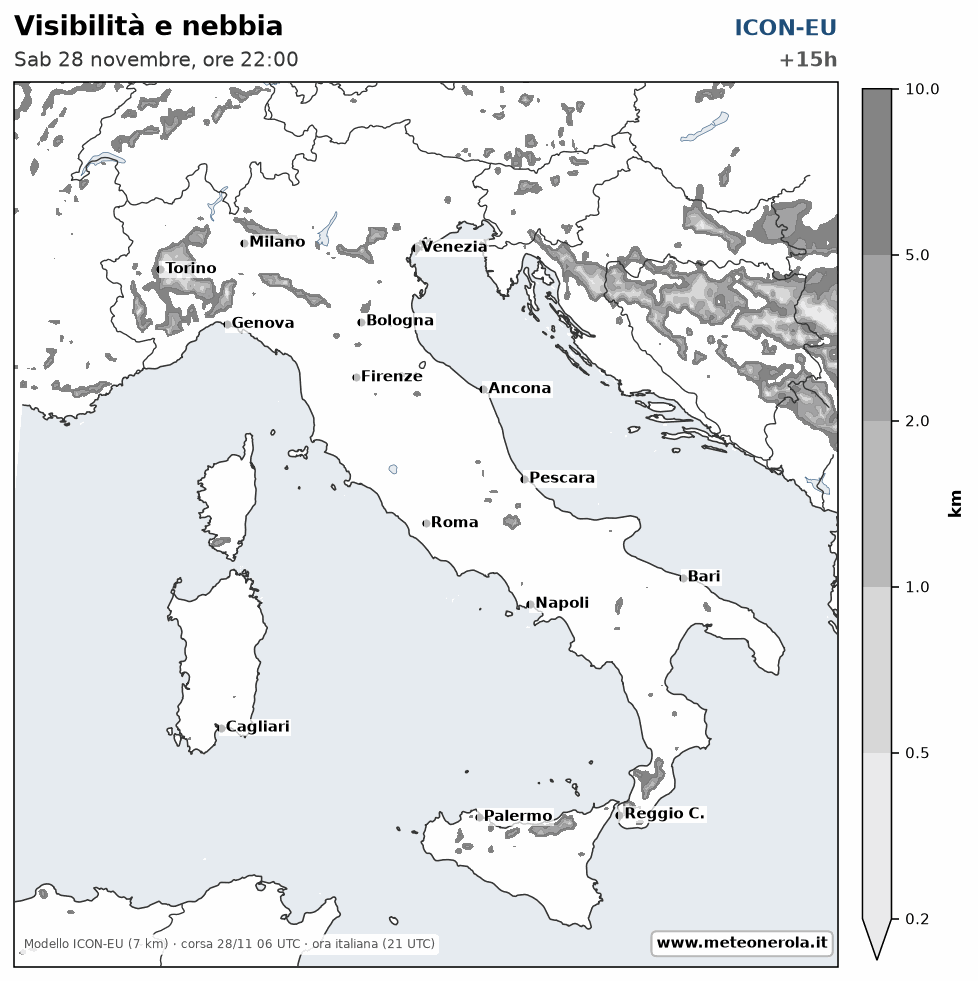 Visibilità e nebbia
ICON-EU
Sab 28 novembre, ore 22:00
+15h
10.0
5.0
2.0
1.0
0.5
0.2
km
Milano
Venezia
Torino
Genova
Bologna
Firenze
Ancona
Pescara
Roma
Bari
Napoli
Cagliari
Palermo
Reggio C.
Modello ICON-EU (7 km) · corsa 28/11 06 UTC · ora italiana (21 UTC)
www.meteonerola.it